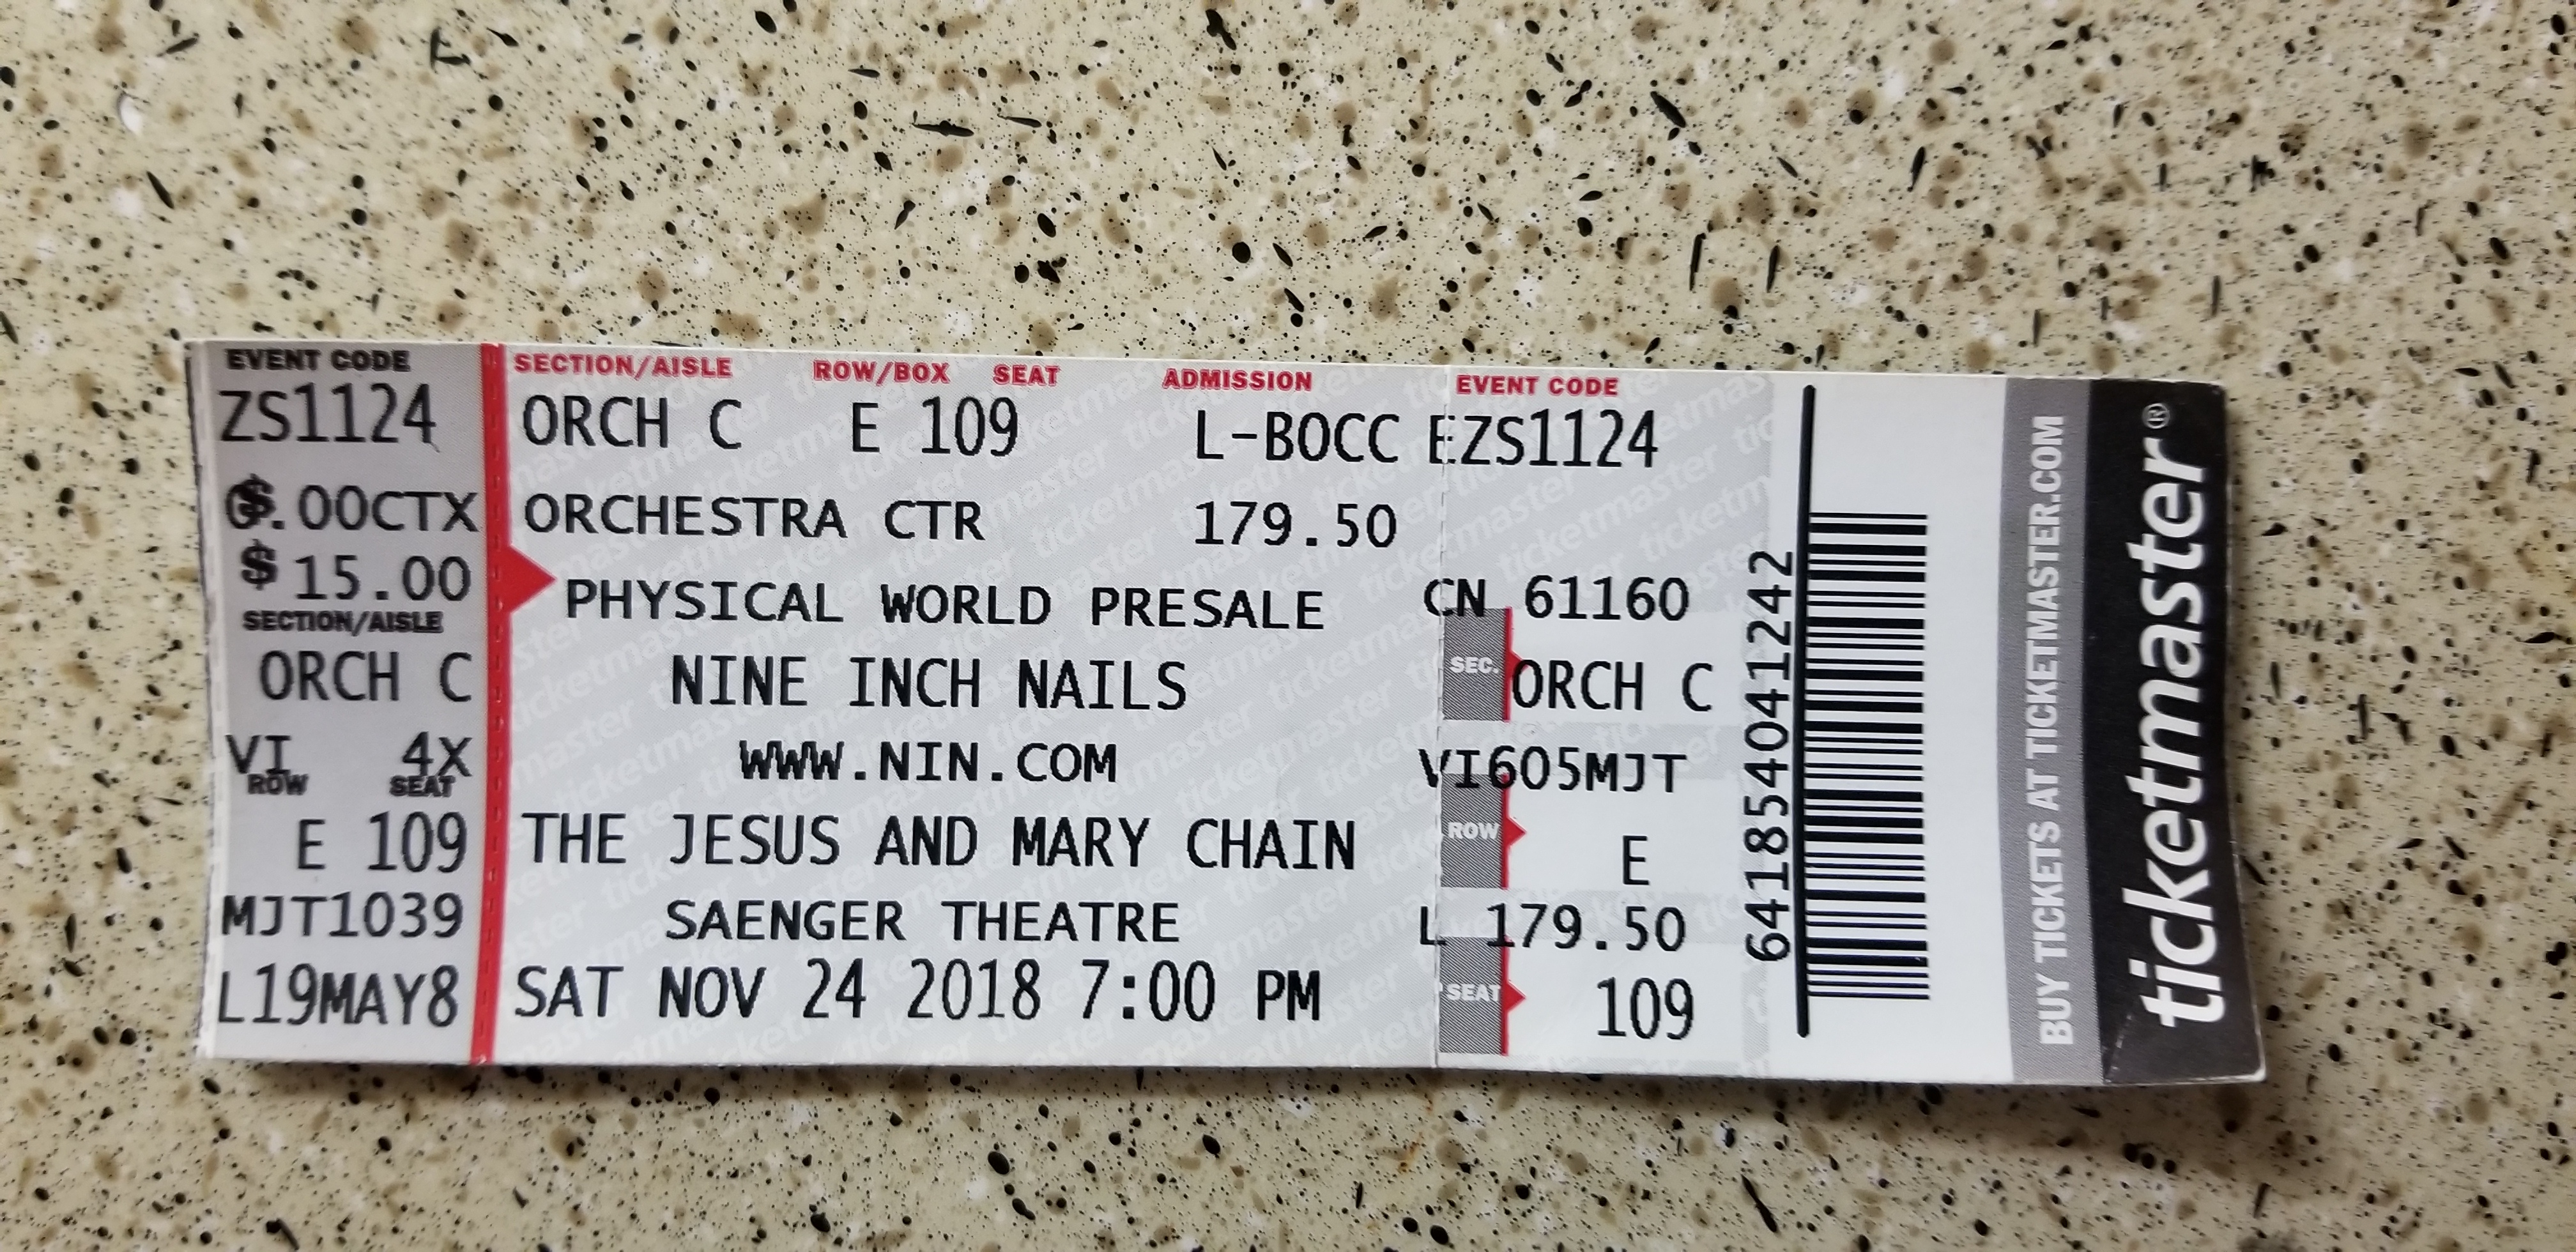 EVENT CODE
ZS1124
$ .00CTX
$ 15.00
SECTION/AISLE
ORCH C
VI 4X
ROW SEAT
E 109
MJT1039
L19MAY8
SECTION/AISLE ROW/BOX SEAT ADMISSION
ORCH C E 109 L-BOCC
ORCHESTRA CTR 179.50
PHYSICAL WORLD PRESALE
NINE INCH NAILS
WWW.NIN.COM
THE JESUS AND MARY CHAIN
SAENGER THEATRE
SAT NOV 24 2018 7:00 PM
EVENT CODE
EZS1124
CN 61160
SEC. ORCH C
VI605MJT
ROW E
L 179.50
SEAT 109
641854041242
BUY TICKETS AT TICKETMASTER.COM
ticketmaster®